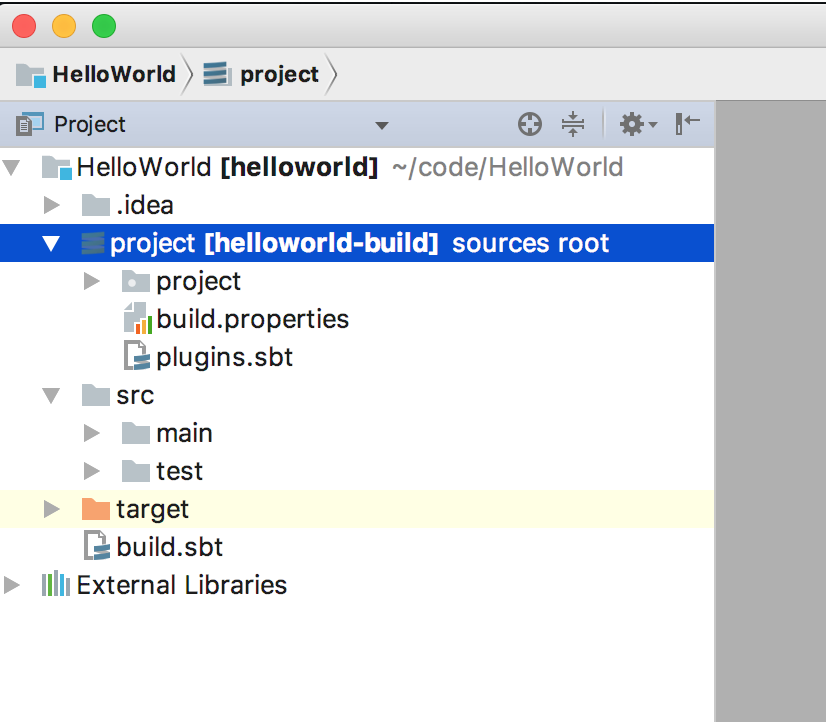 HelloWorld project
Project
HelloWorld [helloworld] ~/code/HelloWorld
.idea
project [helloworld-build] sources root
project
build.properties
plugins.sbt
src
main
test
target
build.sbt
External Libraries